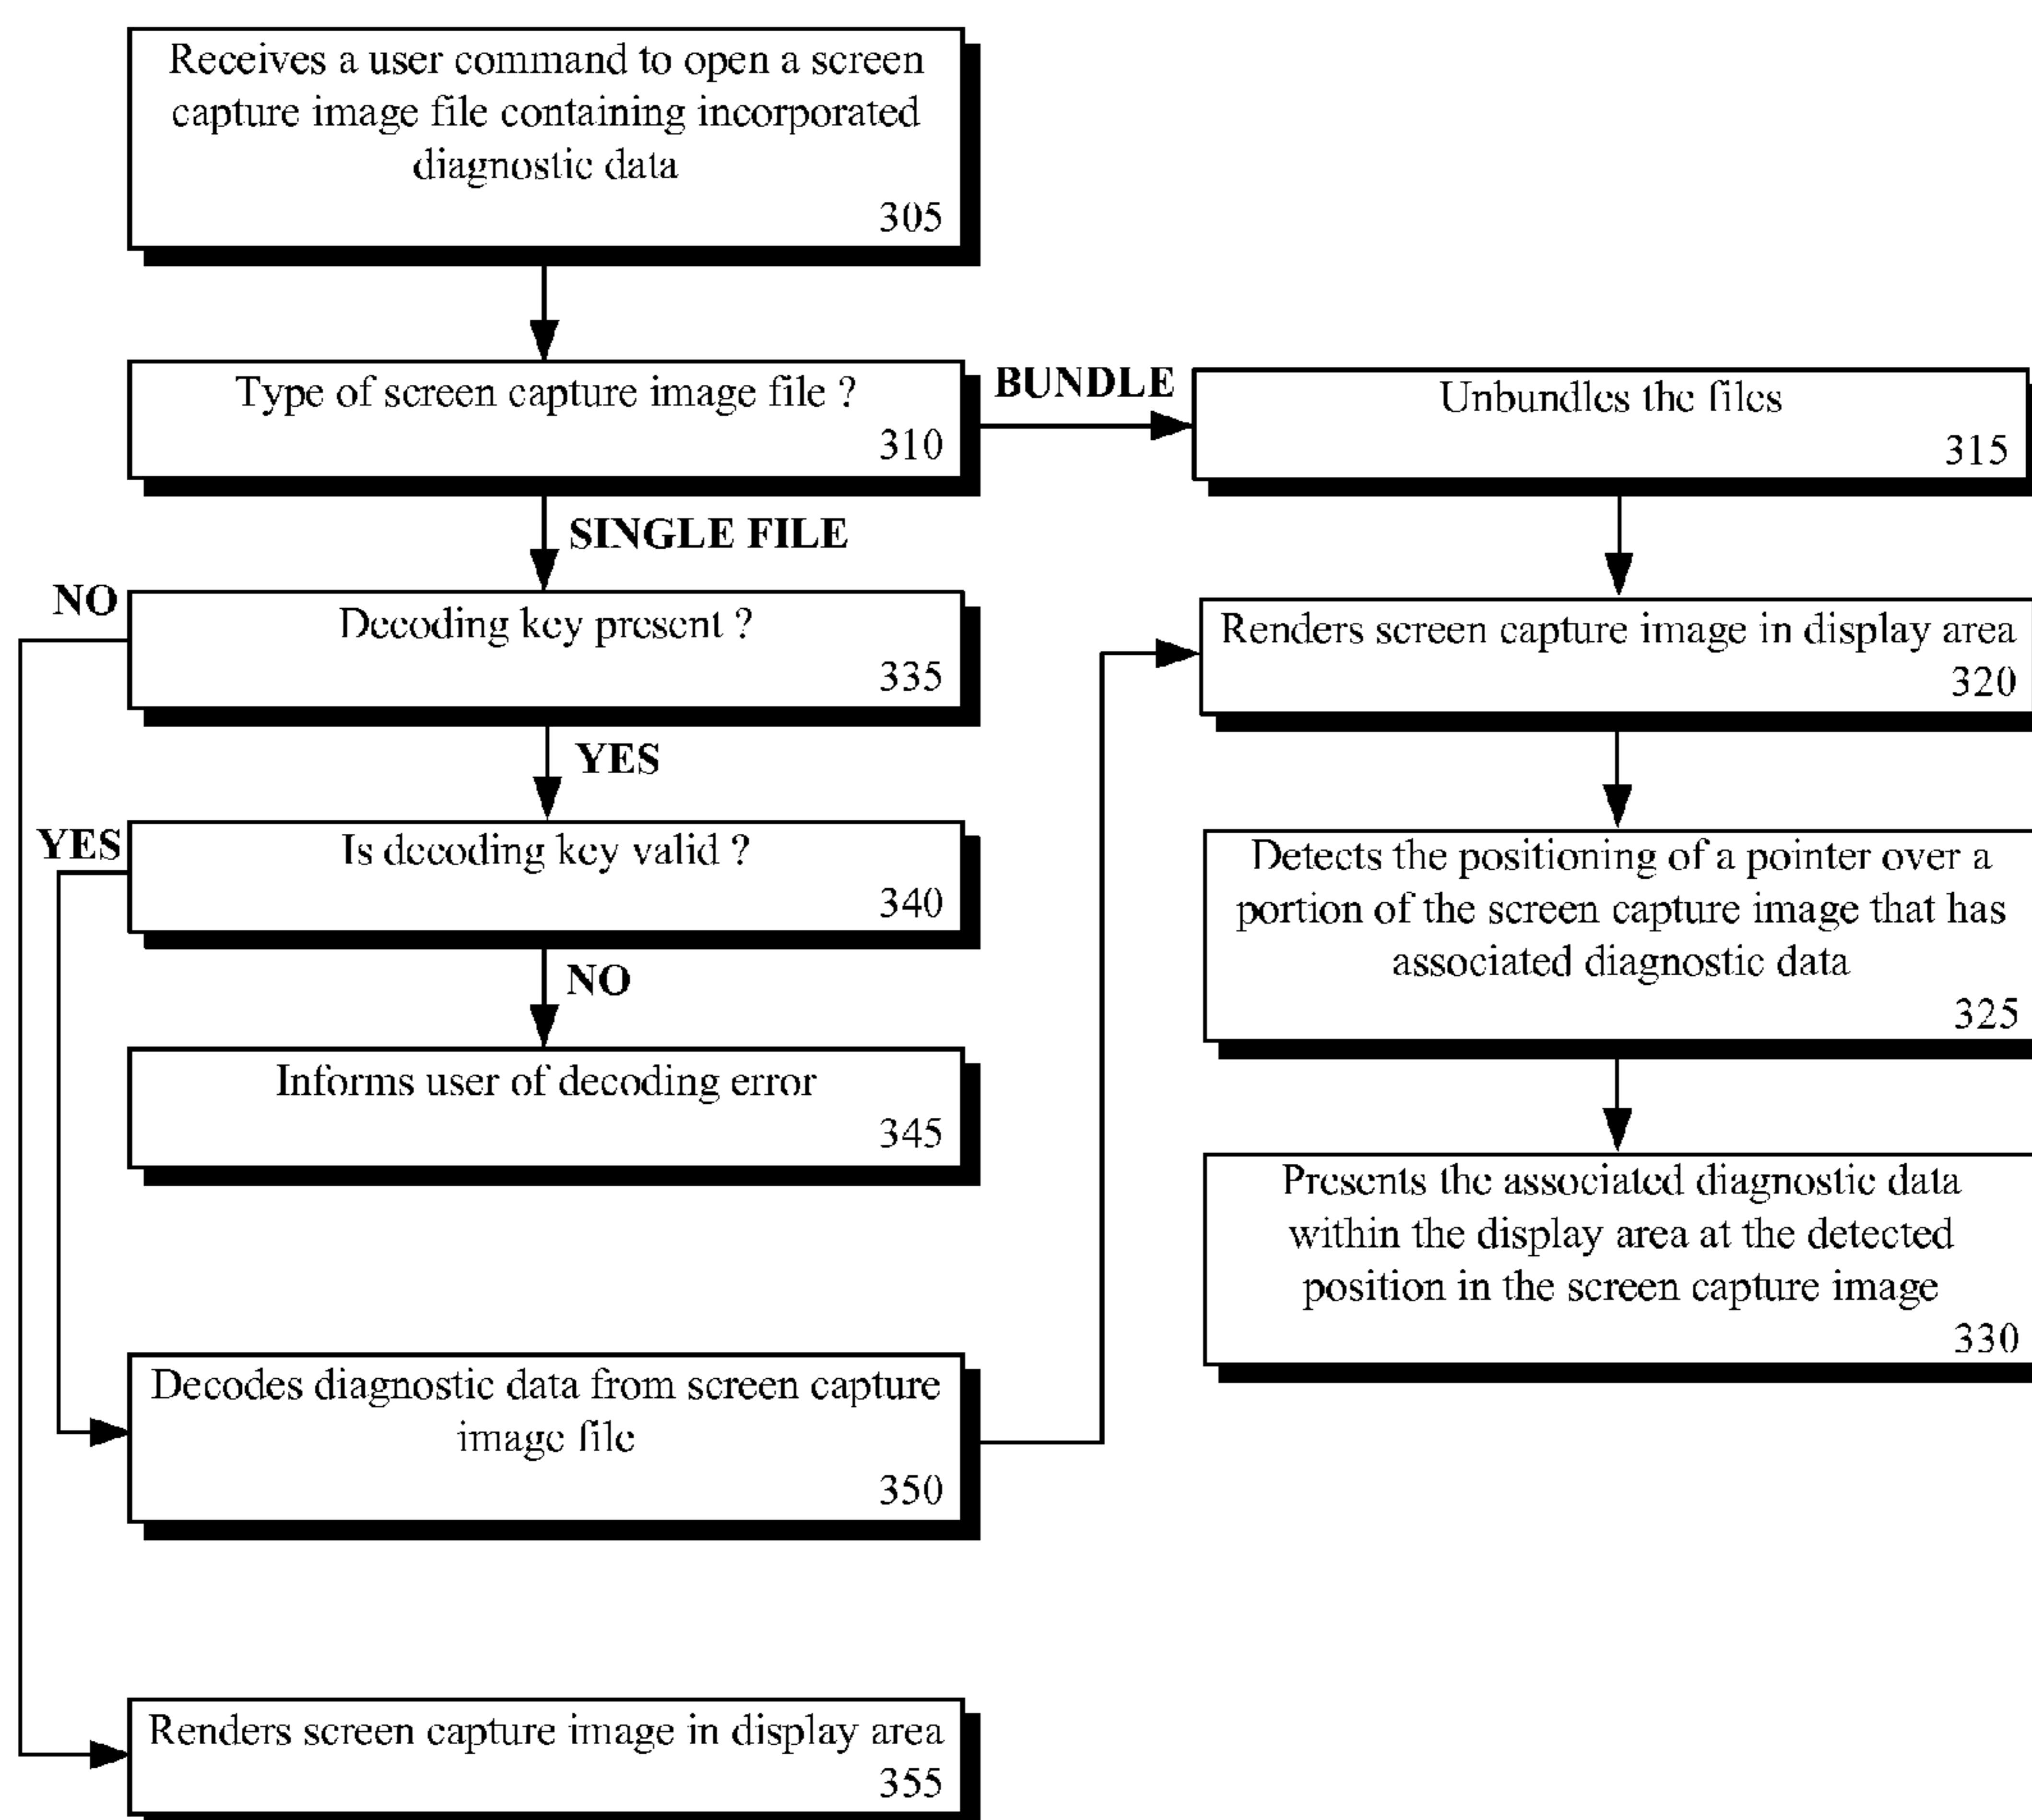 Receives a user command to open a screen
capture image file containing incorporated
diagnostic data
305
Type of screen capture image file ?
310
BUNDLE
Unbundles the files
315
SINGLE FILE
NO
Decoding key present ?
335
Renders screen capture image in display area
320
YES
YES
Is decoding key valid ?
340
Detects the positioning of a pointer over a
portion of the screen capture image that has
associated diagnostic data
325
NO
Informs user of decoding error
345
Presents the associated diagnostic data
within the display area at the detected
position in the screen capture image
330
Decodes diagnostic data from screen capture
image file
350
Renders screen capture image in display area
355